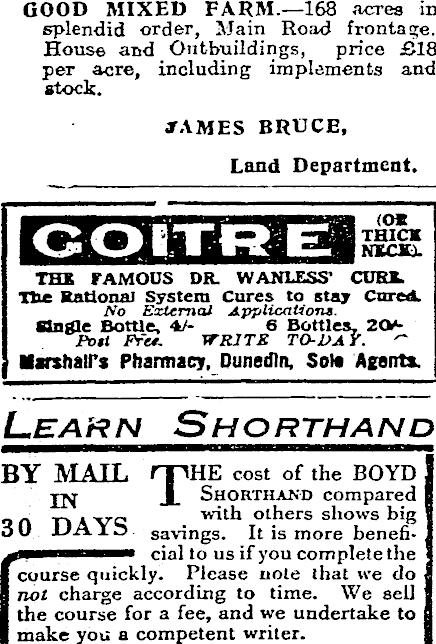 GOOD MIXED FARM.—168 acres in
splendid order, Main Road frontage.
House and Outbuildings, price £18
per acre, including implements and
stock.
JAMES BRUCE,
Land Department.
GOITRE (OR
THICK
NECK).
THE FAMOUS DR. WANLESS' CURE.
The Rational System Cures to stay Cured.
No External Applications.
Single Bottle, 4/- 6 Bottles, 20/-
Post Free. WRITE TO-DAY.
Marshall's Pharmacy, Dunedin, Sole Agents.
LEARN SHORTHAND
BY MAIL
IN
30 DAYS
THE cost of the BOYD
SHORTHAND compared
with others shows big
savings. It is more benefi-
cial to us if you complete the
course quickly. Please note that we do
not charge according to time. We sell
the course for a fee, and we undertake to
make you a competent writer.